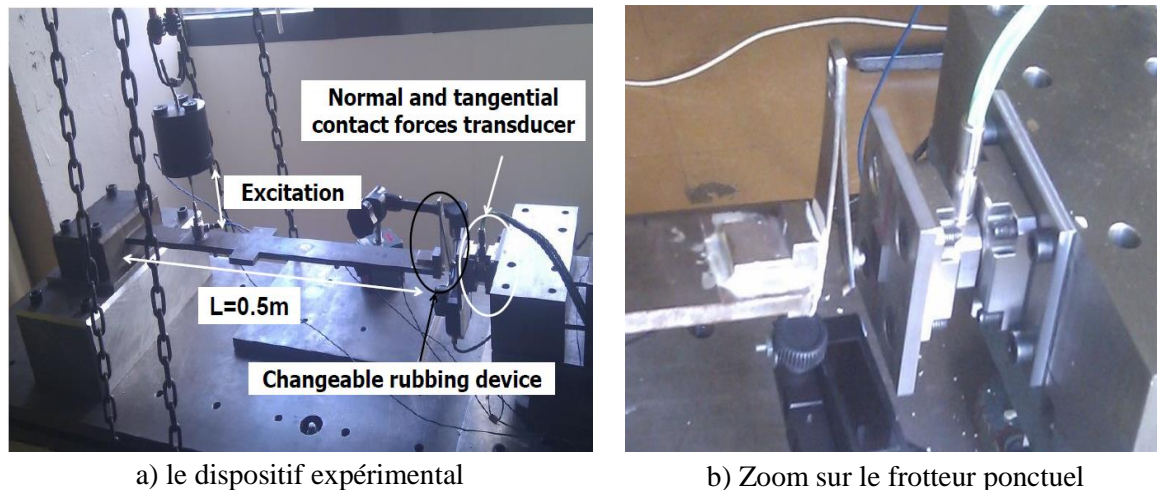 Normal and tangential
contact forces transducer
Excitation
L=0.5m
Changeable rubbing device
a) le dispositif expérimental
b) Zoom sur le frotteur ponctuel